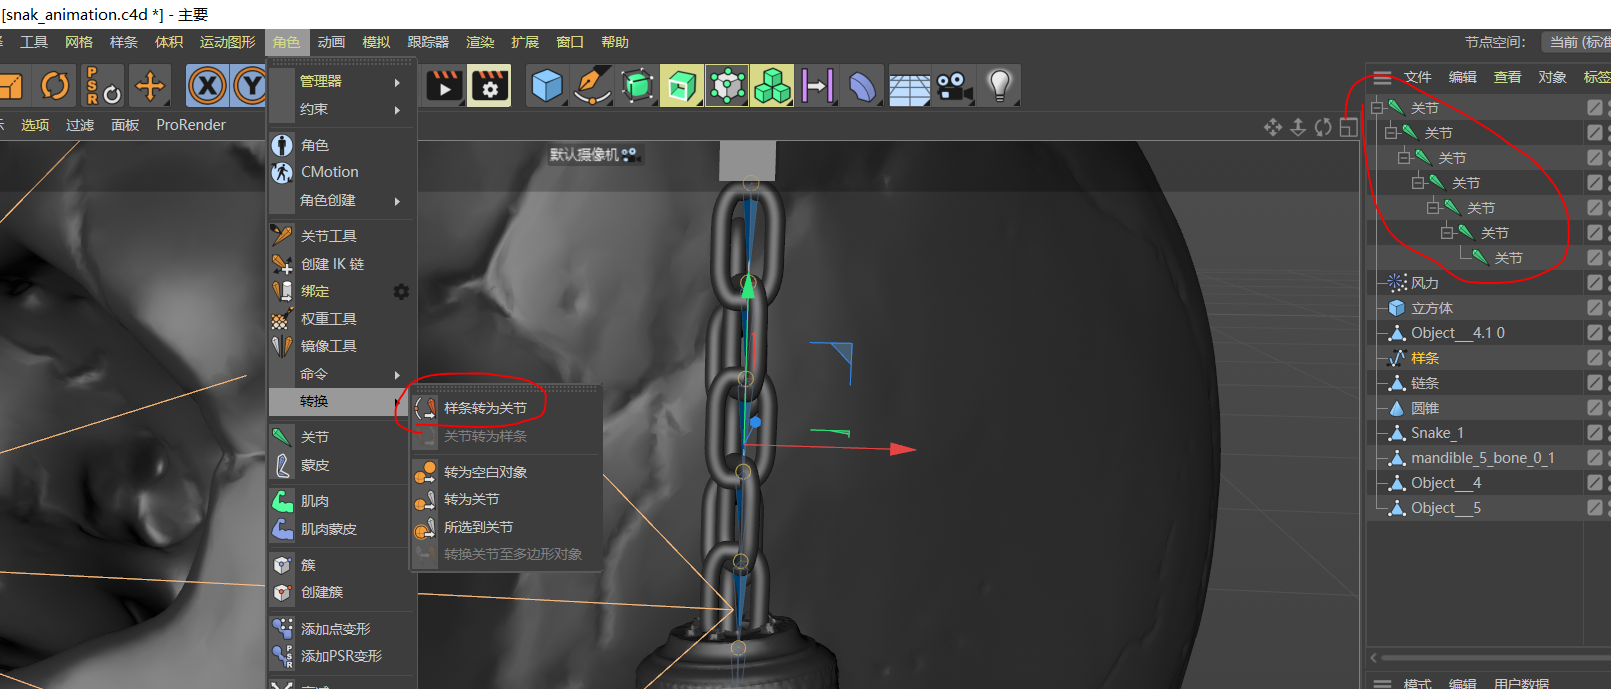 [snak_animation.c4d *] - 主要
工具 网格 样条 体积 运动图形 角色 动画 模拟 跟踪器 渲染 扩展 窗口 帮助 节点空间: 当前 (标准
PSR X Y
选项 过滤 面板 ProRender
默认摄像机
管理器
约束
角色
CMotion
角色创建
关节工具
创建 IK 链
绑定
权重工具
镜像工具
命令
转换
关节
蒙皮
肌肉
肌肉蒙皮
簇
创建簇
添加点变形
添加PSR变形
样条转为关节
关节转为样条
转为空白对象
转为关节
所选到关节
转换关节至多边形对象
文件 编辑 查看 对象 标签
关节
关节
关节
关节
关节
关节
关节
风力
立方体
Object__4.1 0
样条
链条
圆锥
Snake_1
mandible_5_bone_0_1
Object__4
Object__5
模式 编辑 用户数据